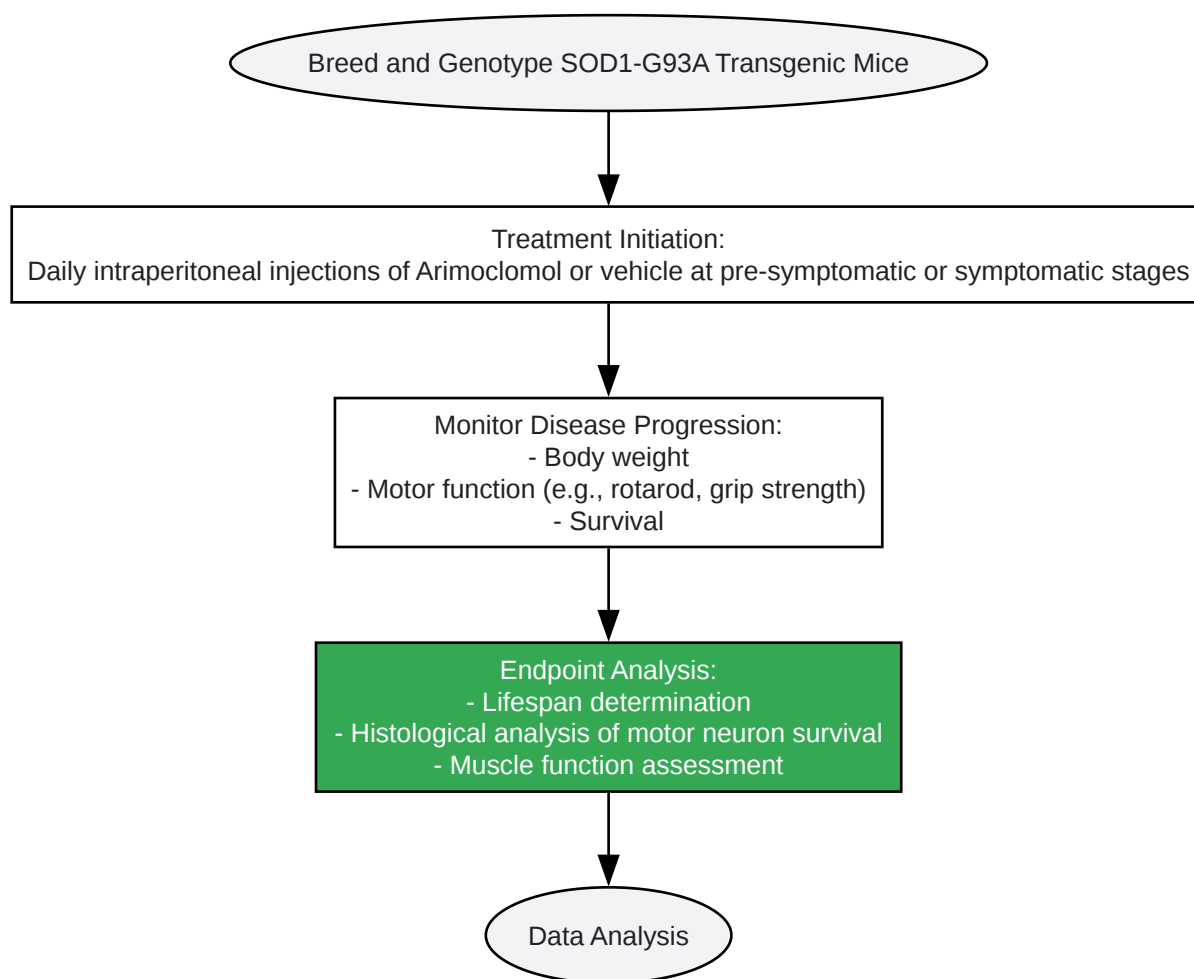 Breed and Genotype SOD1-G93A Transgenic Mice
Treatment Initiation:
Daily intraperitoneal injections of Arimoclomol or vehicle at pre-symptomatic or symptomatic stages
Monitor Disease Progression:
- Body weight
- Motor function (e.g., rotarod, grip strength)
- Survival
Endpoint Analysis:
- Lifespan determination
- Histological analysis of motor neuron survival
- Muscle function assessment
Data Analysis